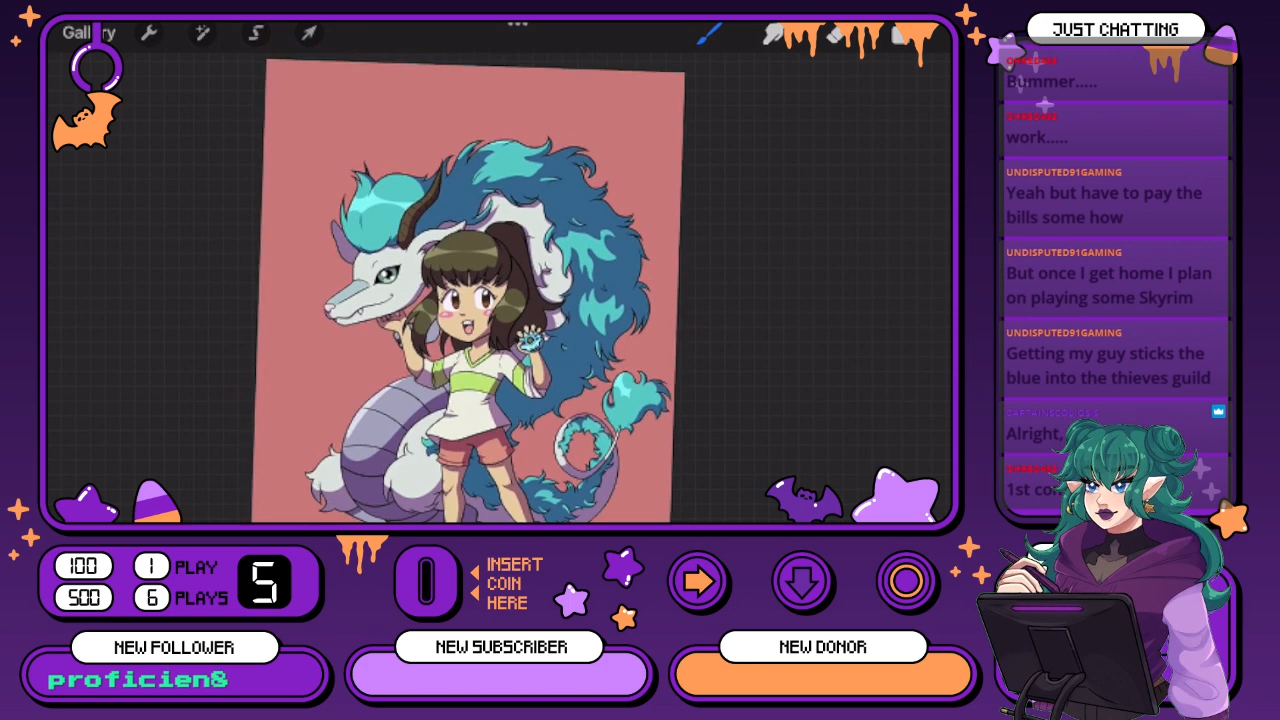 Gallery
JUST CHATTING
Bummer.....
work.....
UNDISPUTED91GAMING
Yeah but have to pay the
bills some how
UNDISPUTED91GAMING
But once I get home I plan
on playing some Skyrim
UNDISPUTED91GAMING
Getting my guy sticks the
blue into the thieves guild
Alright,
1st
100 1 PLAY
500 6 PLAYS
5
INSERT
COIN
HERE
NEW FOLLOWER
proficien8
NEW SUBSCRIBER
NEW DONOR